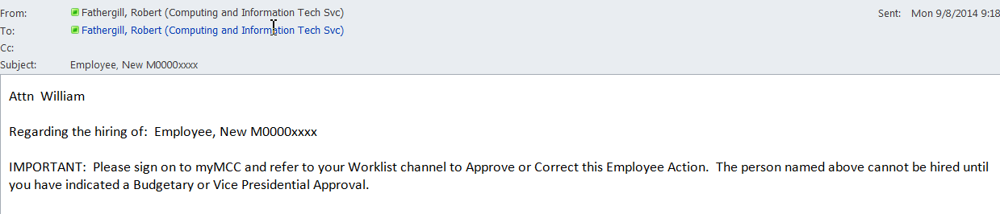 From: Fathergill, Robert (Computing and Information Tech Svc) Sent: Mon 9/8/2014 9:18
To: Fathergill, Robert (Computing and Information Tech Svc)
Cc:
Subject: Employee, New M0000xxxx
Attn  William
Regarding the hiring of:  Employee, New M0000xxxx
IMPORTANT:  Please sign on to myMCC and refer to your Worklist channel to Approve or Correct this Employee Action.  The person named above cannot be hired until
you have indicated a Budgetary or Vice Presidential Approval.